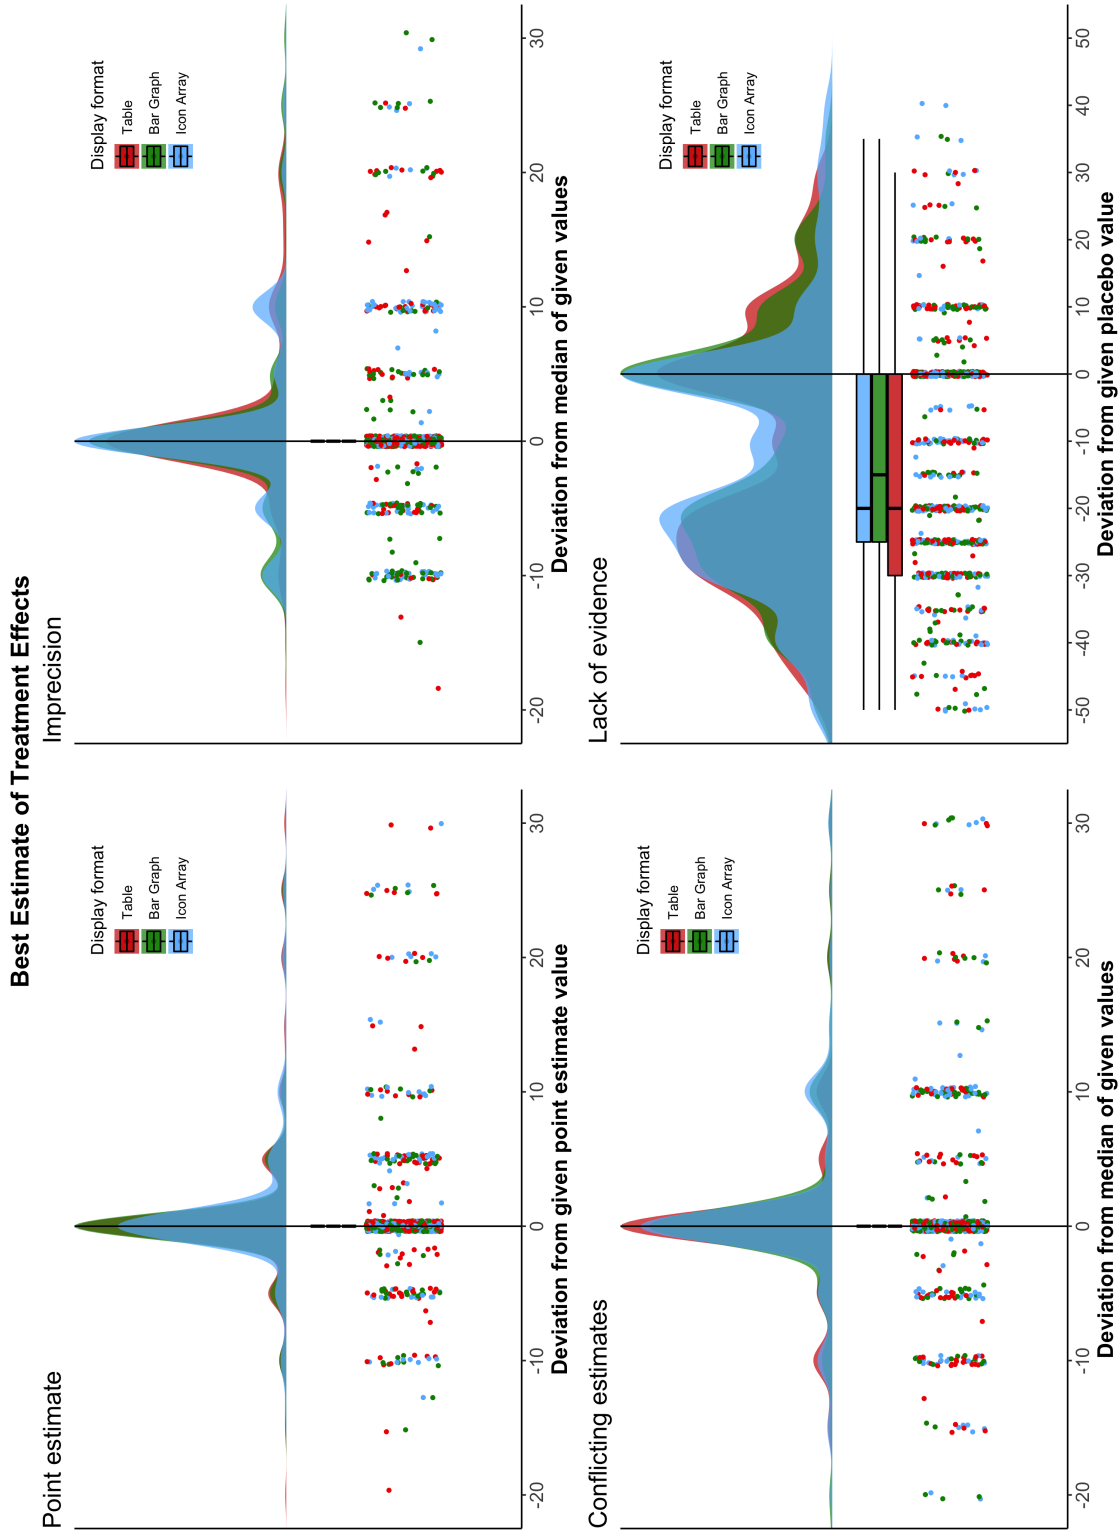 Best Estimate of Treatment Effects
Point estimate
Display format
Table
Bar Graph
Icon Array
-20 -10 0 10 20 30
Deviation from given point estimate value
Imprecision
Display format
Table
Bar Graph
Icon Array
-20 -10 0 10 20 30
Deviation from median of given values
Conflicting estimates
Display format
Table
Bar Graph
Icon Array
-20 -10 0 10 20 30
Deviation from median of given values
Lack of evidence
Display format
Table
Bar Graph
Icon Array
-50 -40 -30 -20 -10 0 10 20 30 40 50
Deviation from given placebo value